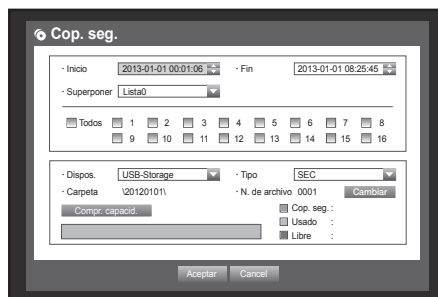 Cop. seg.
· Inicio 2013-01-01 00:01:06 · Fin 2013-01-01 08:25:45
· Superponer Lista0
Todos 1 2 3 4 5 6 7 8
9 10 11 12 13 14 15 16
· Dispos. USB-Storage · Tipo SEC
· Carpeta \20120101\ · N. de archivo 0001 Cambiar
Compr. capacid. Cop. seg. :
Usado :
Libre :
Aceptar Cancel